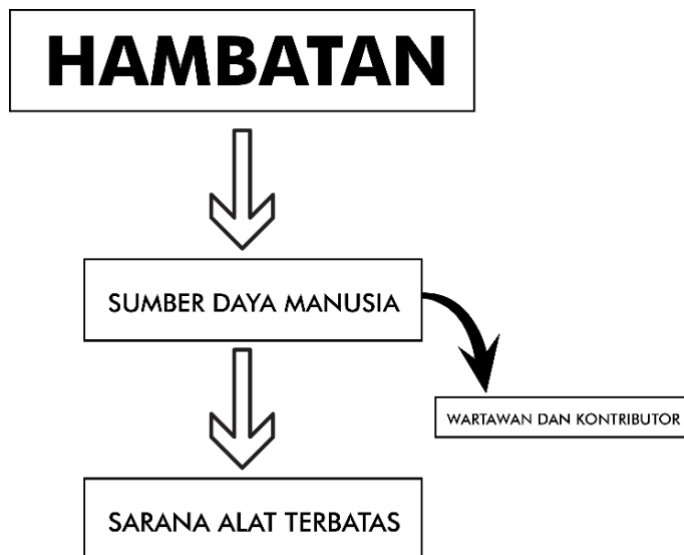 HAMBATAN
SUMBER DAYA MANUSIA
WARTAWAN DAN KONTRIBUTOR
SARANA ALAT TERBATAS